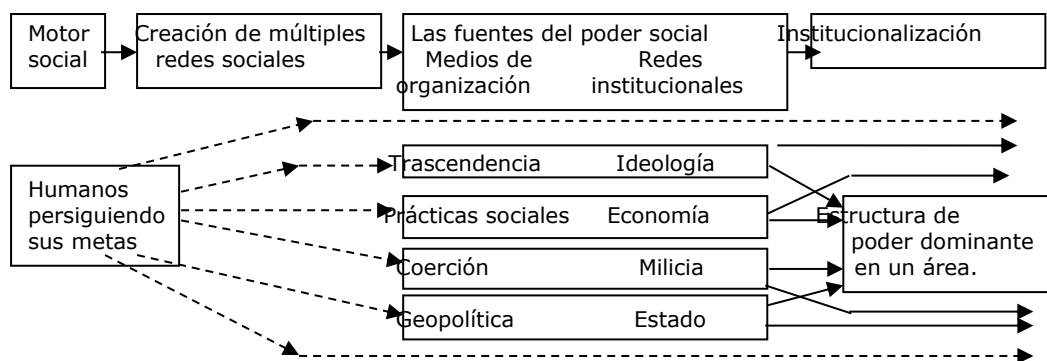 Motor
social
Creación de múltiples
redes sociales
Las fuentes del poder social
Medios de Redes
organización institucionales
Institucionalización
Humanos
persiguiendo
sus metas
Trascendencia Ideología
Prácticas sociales Economía
Coerción Milicia
Geopolítica Estado
Estructura de
poder dominante
en un área.